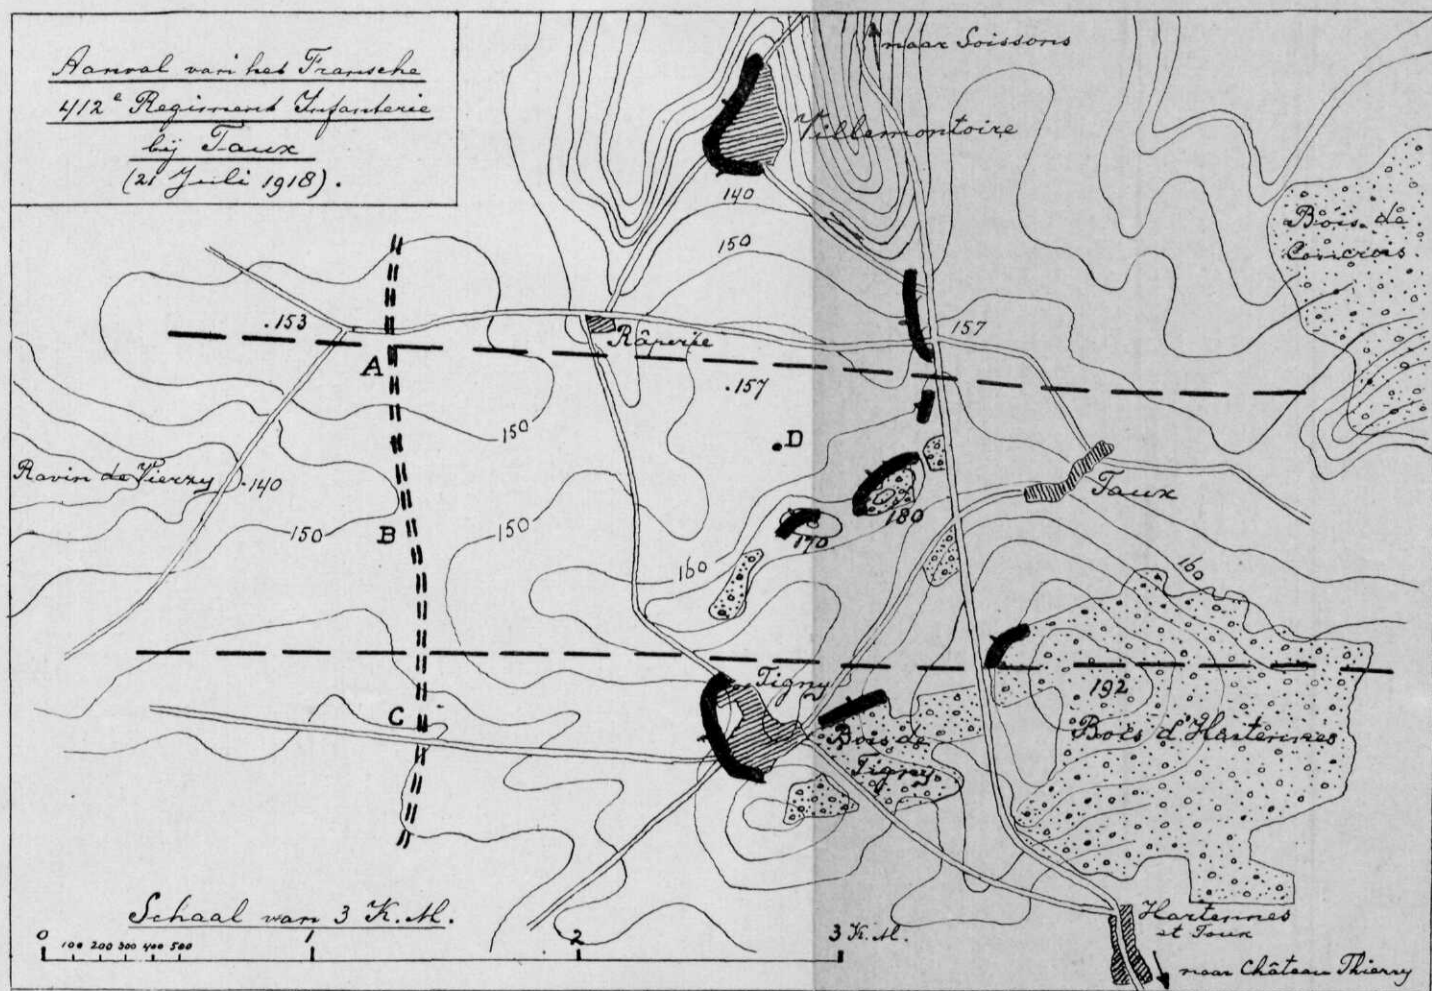 Aanval van het Fransche
412e Regiment Infanterie
bij Taux
(21 Juli 1918).
naar Soissons
Villemontoire
140
150
Bois de
Concrois
.153
157
Râperie
A
.157
150
D
Ravin de Vierzy
.140
Taux
180
150
B
150
170
160
160
Tigny
192
C
Bois de
Tigny
Bois d'Hartennes
Schaal van 3 K.M.
0 100 200 300 400 500 1 2 3 K.M.
Hartennes
et Taux
naar Château Thierry